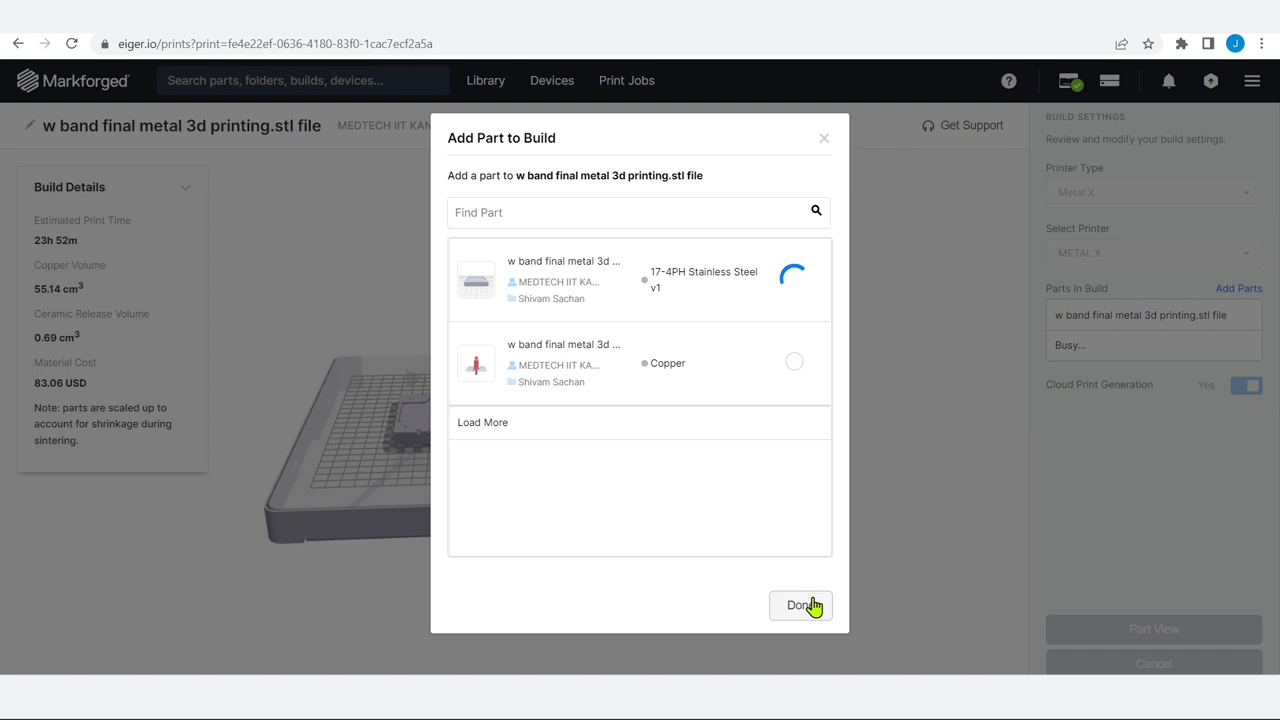 eiger.io/prints?print=fe4e22ef-0636-4180-83f0-1cac7ecf2a5a
J
Markforged
Search parts, folders, builds, devices...
Library
Devices
Print Jobs
w band final metal 3d printing.stl file
MEDTECH IIT KAN
Get Support
Build Details
Estimated Print Time
23h 52m
Copper Volume
55.14 cm3
Ceramic Release Volume
0.69 cm3
Material Cost
83.06 USD
Note: parts are scaled up to
account for shrinkage during
sintering.
Add Part to Build
Add a part to w band final metal 3d printing.stl file
Find Part
w band final metal 3d ...
MEDTECH IIT KA...
Shivam Sachan
17-4PH Stainless Steel
v1
w band final metal 3d ...
MEDTECH IIT KA...
Shivam Sachan
Copper
Load More
BUILD SETTINGS
Review and modify your build settings.
Printer Type
Metal X
Select Printer
METAL X
Parts In Build
Add Parts
w band final metal 3d printing.stl file
Busy...
Cloud Print Generation
Yes
Part View
Cancel